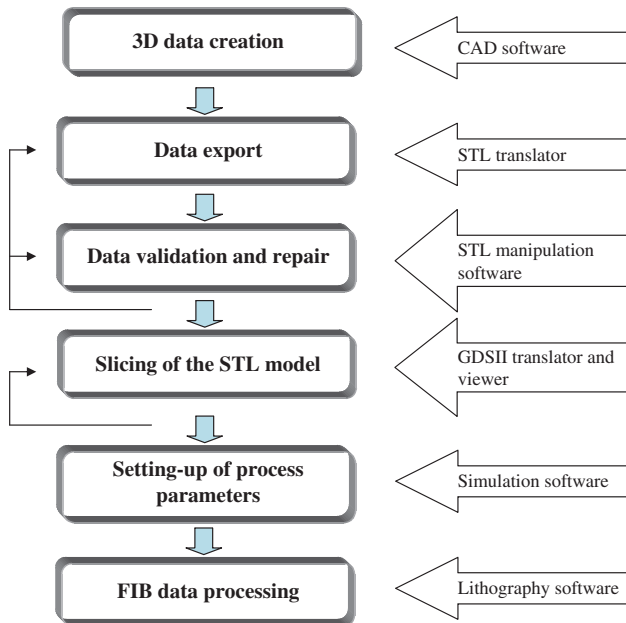 3D data creation
CAD software
Data export
STL translator
Data validation and repair
STL manipulation
software
Slicing of the STL model
GDSII translator and
viewer
Setting-up of process
parameters
Simulation software
FIB data processing
Lithography software